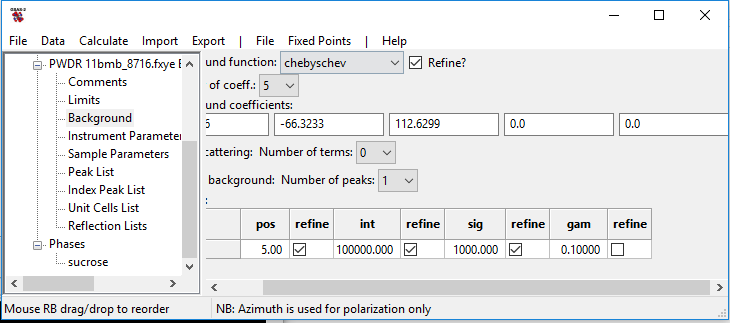 GSAS-II
File Data Calculate Import Export | File Fixed Points | Help
PWDR 11bmb_8716.fxye B
Comments
Limits
Background
Instrument Parameter
Sample Parameters
Peak List
Index Peak List
Unit Cells List
Reflection Lists
Phases
sucrose
und function: chebyschev Refine?
of coeff.: 5
und coefficients:
-66.3233 112.6299 0.0 0.0
cattering: Number of terms: 0
background: Number of peaks: 1
:
pos refine int refine sig refine gam refine
5.00 100000.000 1000.000 0.10000
Mouse RB drag/drop to reorder NB: Azimuth is used for polarization only